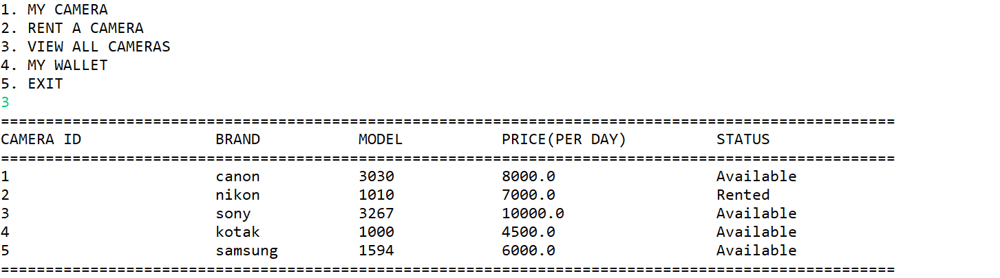 1. MY CAMERA
2. RENT A CAMERA
3. VIEW ALL CAMERAS
4. MY WALLET
5. EXIT
3
====================================================================================================
CAMERA ID               BRAND           MODEL           PRICE(PER DAY)          STATUS
====================================================================================================
1                       canon           3030            8000.0                  Available
2                       nikon           1010            7000.0                  Rented
3                       sony            3267            10000.0                 Available
4                       kotak           1000            4500.0                  Available
5                       samsung         1594            6000.0                  Available
====================================================================================================